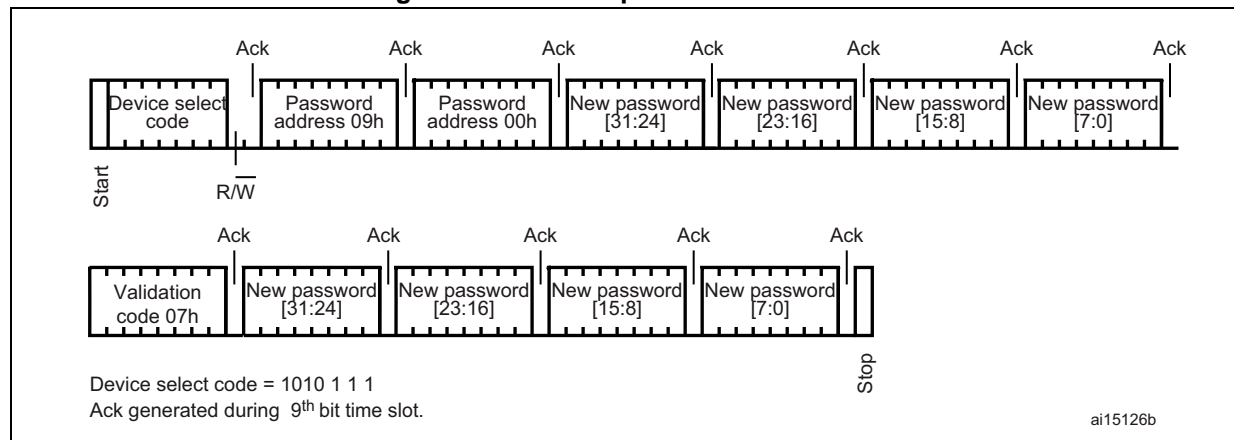 Ack Ack Ack Ack Ack Ack Ack
Device select code Password address 09h Password address 00h New password [31:24] New password [23:16] New password [15:8] New password [7:0]
Start
R/W
Ack Ack Ack Ack Ack
Validation code 07h New password [31:24] New password [23:16] New password [15:8] New password [7:0]
Stop
Device select code = 1010 1 1 1
Ack generated during 9th bit time slot.
ai15126b